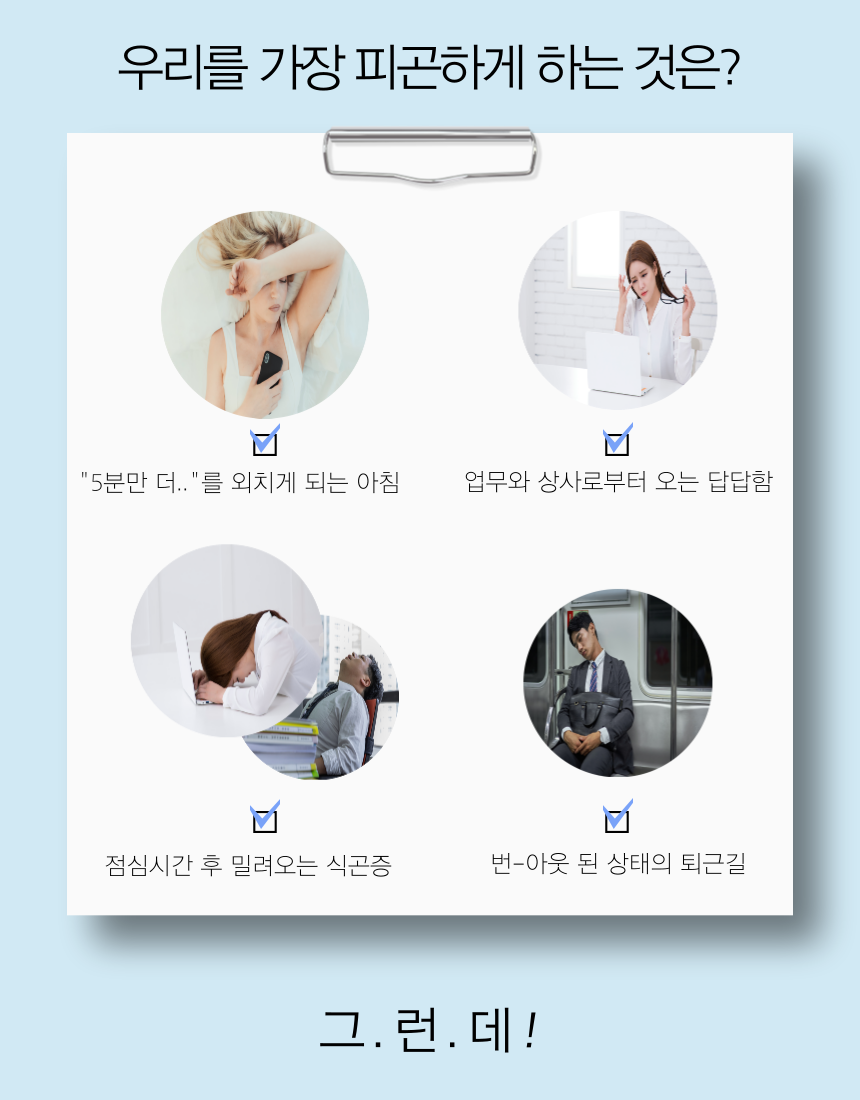 우리를 가장 피곤하게 하는 것은?
"5분만 더.."를 외치게 되는 아침
업무와 상사로부터 오는 답답함
점심시간 후 밀려오는 식곤증
번-아웃 된 상태의 퇴근길
그.런.데!